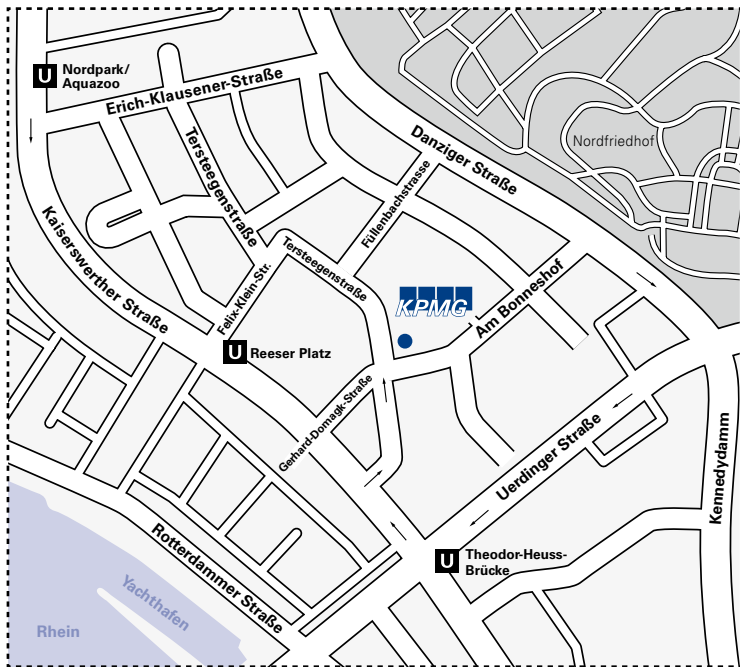 U Nordpark/
Aquazoo
Erich-Klausener-Straße
Tersteegenstraße
Danziger Straße
Nordfriedhof
Füllenbachstrasse
Kaiserswerther Straße
Tersteegenstraße
Felix-Klein-Str.
KPMG
Am Bonneshof
U Reeser Platz
Gerhard-Domagk-Straße
Uerdinger Straße
Kennedydamm
Rotterdammer Straße
U Theodor-Heuss-
Brücke
Yachthafen
Rhein